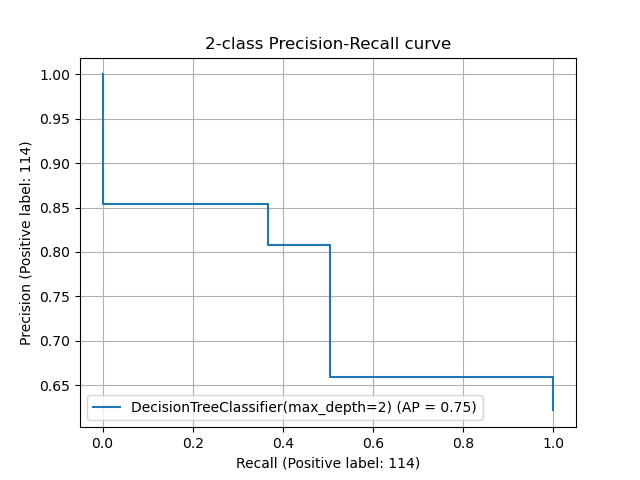 2-class Precision-Recall curve
1.00
0.95
0.90
0.85
0.80
0.75
0.70
0.65
Precision (Positive label: 114)
DecisionTreeClassifier(max_depth=2) (AP = 0.75)
0.0 0.2 0.4 0.6 0.8 1.0
Recall (Positive label: 114)